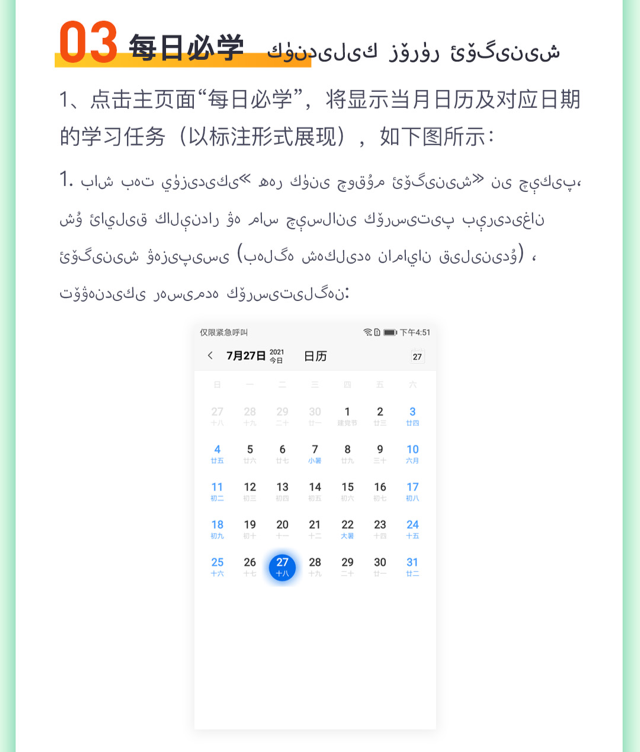 03 每日必学 كۈندىلىك زۆرۈر ئۆگىنىش
1、点击主页面“每日必学”，将显示当月日历及对应日期
的学习任务（以标注形式展现），如下图所示：
1. باش بەت يۈزىدىكى» ھەر كۈنى چوقۇم ئۆگىنىش« نى چېكىپ،
شۇ ئايلىق كالېندار ۋە ماس چېسلانى كۆرسىتىپ بېرىدىغان
ئۆگىنىش ۋەزىپىسى (بەلگە شەكلىدە نامايان قىلىنىدۇ) ،
تۆۋەندىكى رەسىمدە كۆرسىتىلگەن:
仅限紧急呼叫 下午4:51
7月27日 2021 今日 日历 27
日 一 二 三 四 五 六
27 28 29 30 1 2 3
十八 十九 二十 廿一 建党节 廿三 廿四
4 5 6 7 8 9 10
廿五 廿六 廿七 小暑 廿九 三十 六月
11 12 13 14 15 16 17
初二 初三 初四 初五 初六 初七 初八
18 19 20 21 22 23 24
初九 初十 十一 十二 大暑 十四 十五
25 26 27 28 29 30 31
十六 十七 十八 十九 二十 廿一 廿二